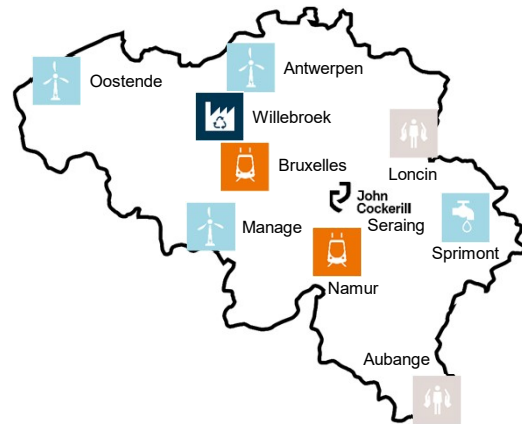 Oostende
Antwerpen
Willebroek
Bruxelles
Loncin
John
Cockerill
Seraing
Manage
Sprimont
Namur
Aubange